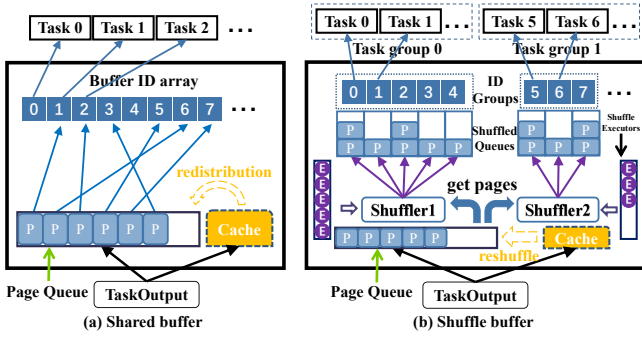 Task 0 Task 1 Task 2 ...
Buffer ID array
0 1 2 3 4 5 6 7 ...
redistribution
P P P P P P
Cache
Page Queue
TaskOutput
(a) Shared buffer
Task 0 Task 1 ... Task 5 Task 6 ...
Task group 0 Task group 1
0 1 2 3 4 ID Groups 5 6 7 ...
P P P
Shuffled Queues
P P P P P P P P
Shuffle Executors
E E E E E
E E E
get pages
Shuffler1 Shuffler2
P P P P P
Cache
reshuffle
Page Queue
TaskOutput
(b) Shuffle buffer